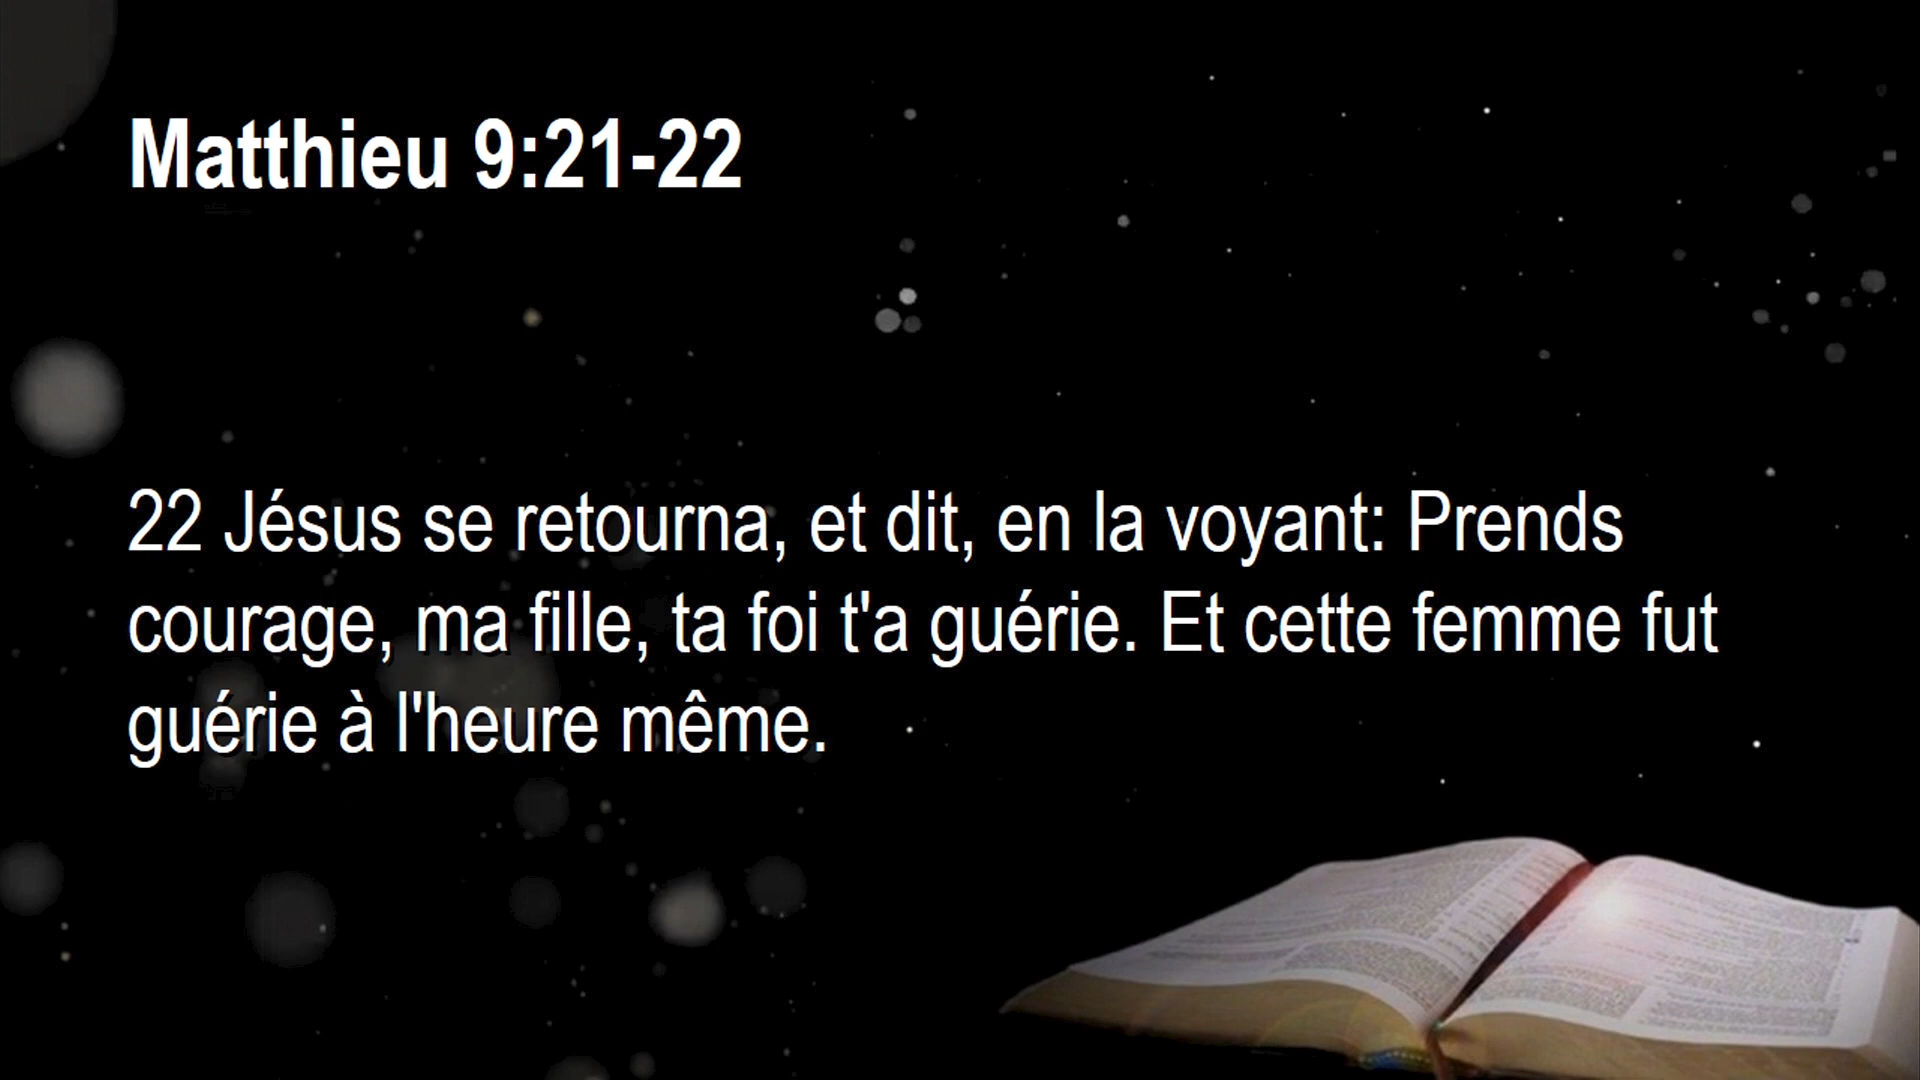 Matthieu 9:21-22
22 Jésus se retourna, et dit, en la voyant: Prends
courage, ma fille, ta foi t'a guérie. Et cette femme fut
guérie à l'heure même.